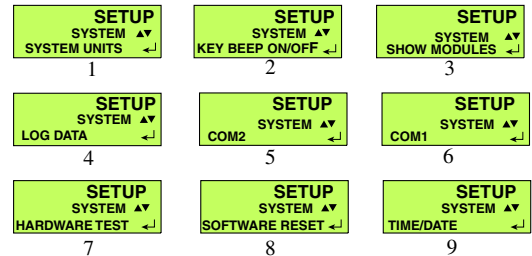 SETUP
SYSTEM ▲▼
SYSTEM UNITS ↵
1
SETUP
SYSTEM ▲▼
KEY BEEP ON/OFF ↵
2
SETUP
SYSTEM ▲▼
SHOW MODULES ↵
3
SETUP
SYSTEM ▲▼
LOG DATA ↵
4
SETUP
SYSTEM ▲▼
COM2 ↵
5
SETUP
SYSTEM ▲▼
COM1 ↵
6
SETUP
SYSTEM ▲▼
HARDWARE TEST ↵
7
SETUP
SYSTEM ▲▼
SOFTWARE RESET ↵
8
SETUP
SYSTEM ▲▼
TIME/DATE ↵
9